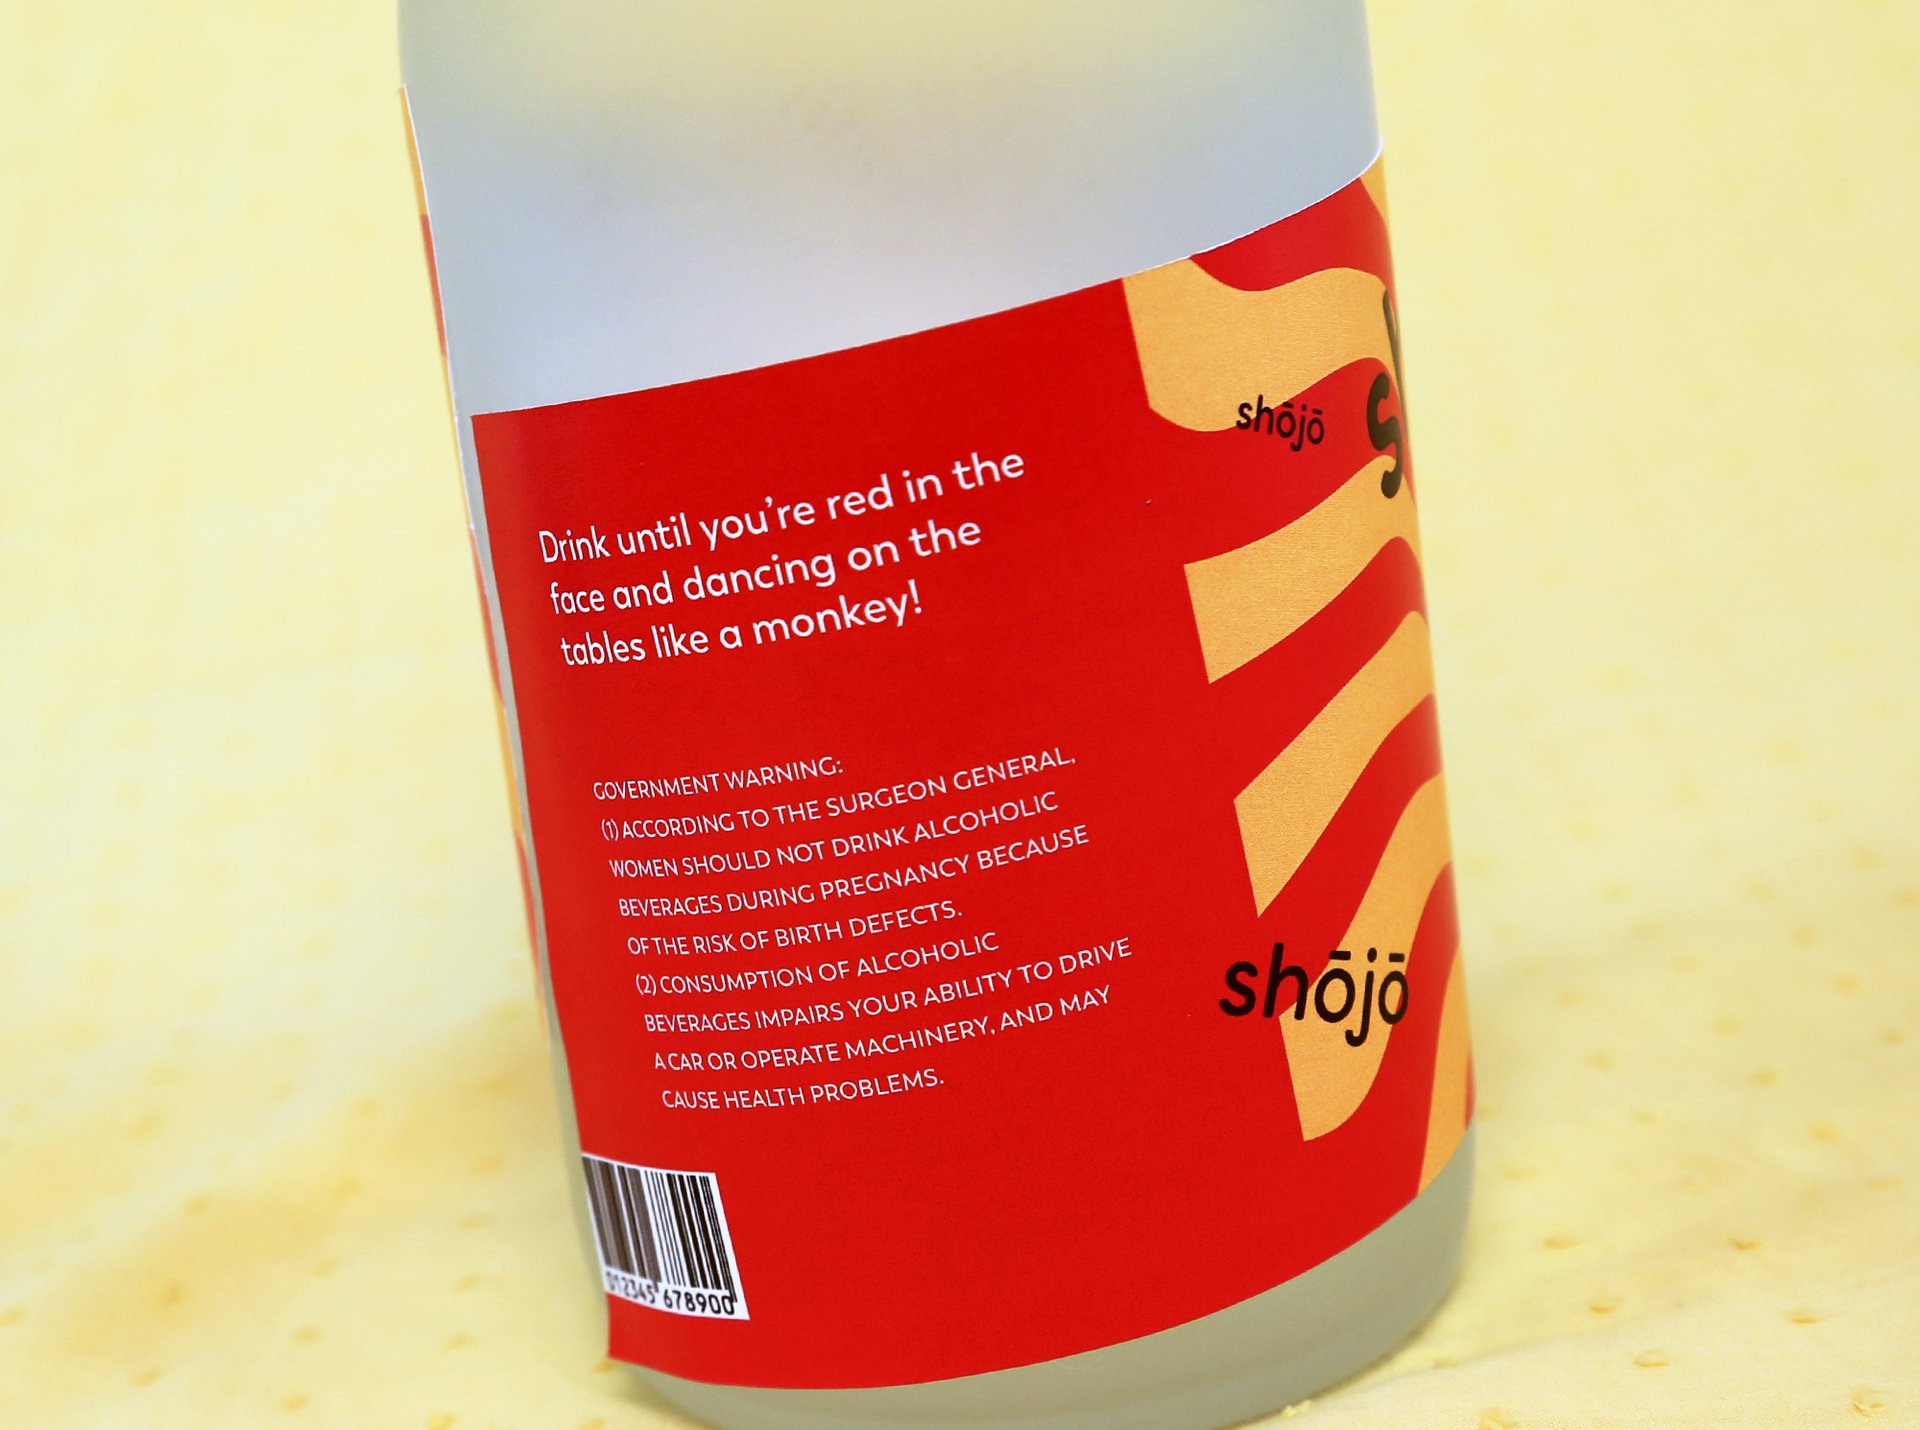 Drink until you're red in the
face and dancing on the
tables like a monkey!
GOVERNMENT WARNING:
(1) ACCORDING TO THE SURGEON GENERAL,
WOMEN SHOULD NOT DRINK ALCOHOLIC
BEVERAGES DURING PREGNANCY BECAUSE
OF THE RISK OF BIRTH DEFECTS.
(2) CONSUMPTION OF ALCOHOLIC
BEVERAGES IMPAIRS YOUR ABILITY TO DRIVE
A CAR OR OPERATE MACHINERY, AND MAY
CAUSE HEALTH PROBLEMS.
012345 678900
shōjō
shōjō